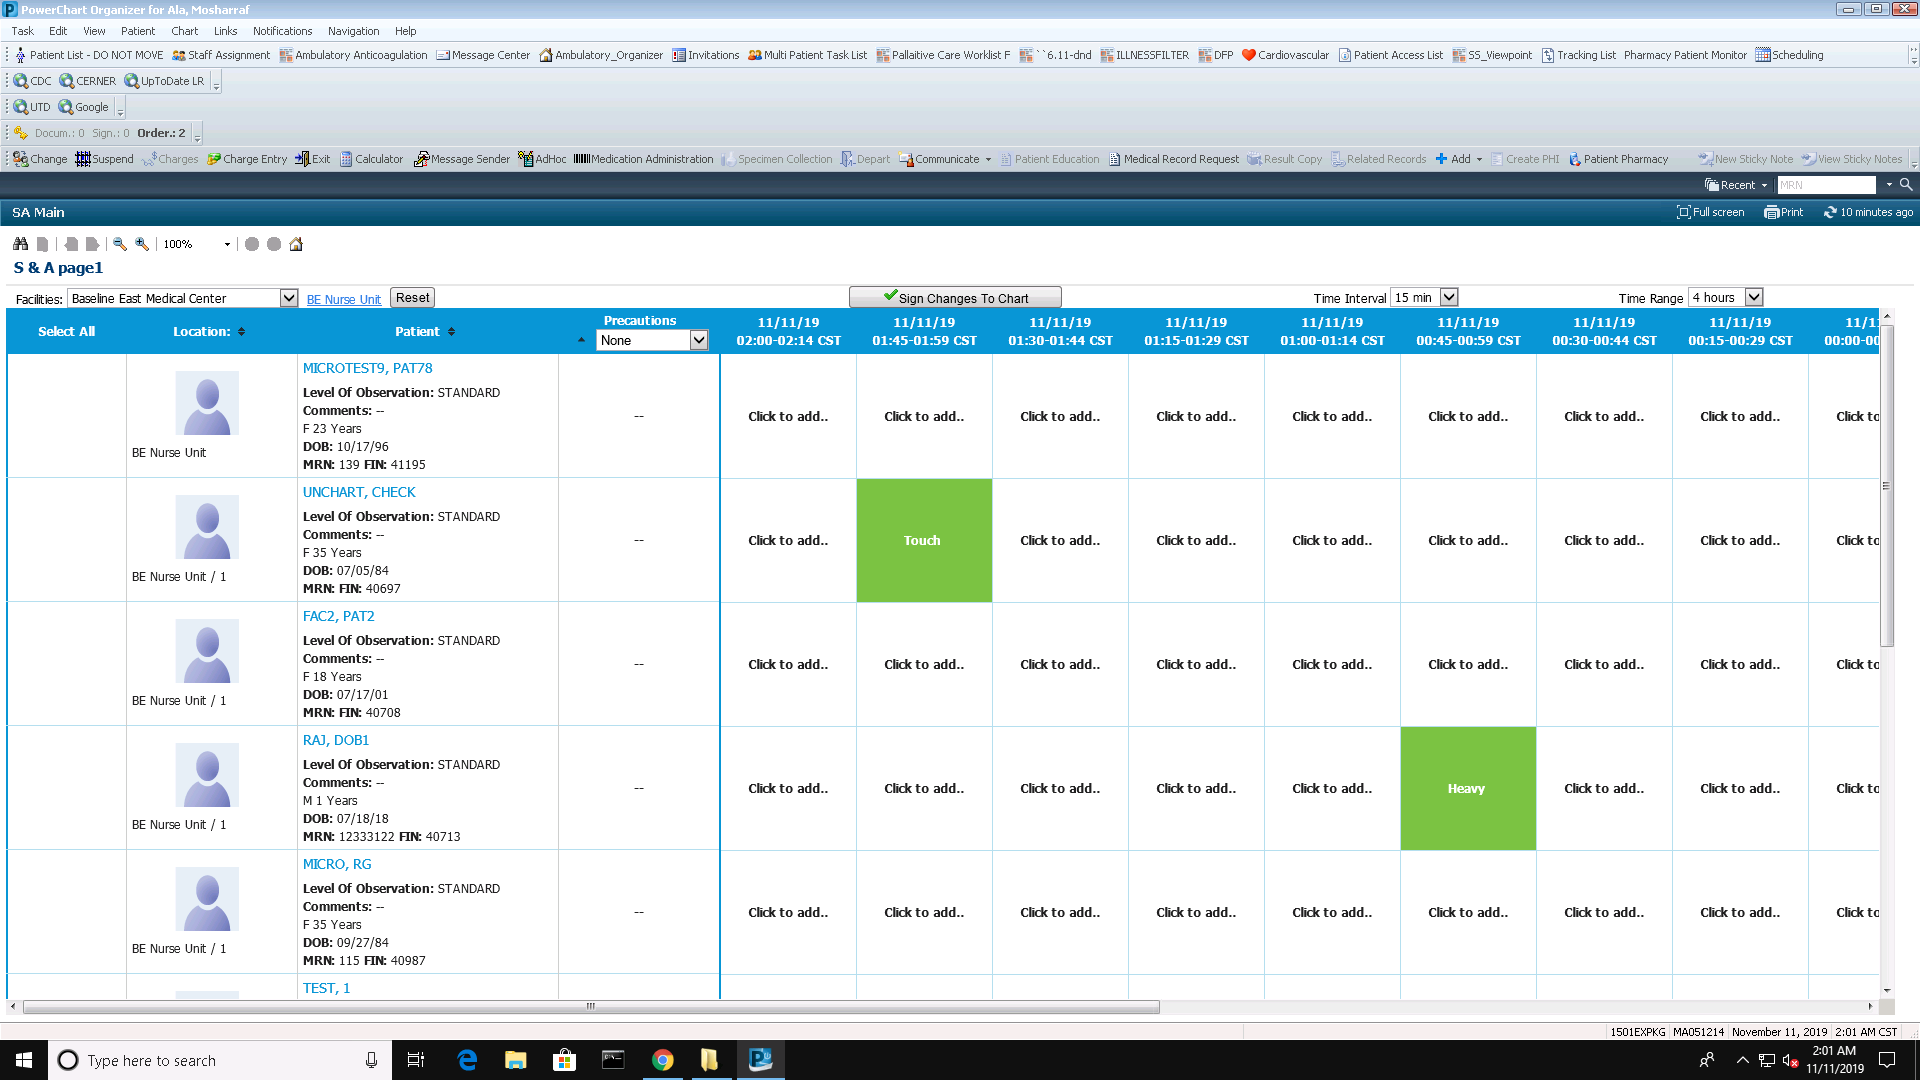 PowerChart Organizer for Ala, Mosharraf
Task Edit View Patient Chart Links Notifications Navigation Help
Patient List - DO NOT MOVE Staff Assignment Ambulatory Anticoagulation Message Center Ambulatory_Organizer Invitations Multi Patient Task List Pallaitive Care Worklist F ``6.11-dnd ILLNESSFILTER DFP Cardiovascular Patient Access List SS_Viewpoint Tracking List Pharmacy Patient Monitor Scheduling
CDC CERNER UpToDate LR
UTD Google
Docum.: 0 Sign.: 0 Order.: 2
Change Suspend Charges Charge Entry Exit Calculator Message Sender AdHoc Medication Administration Specimen Collection Depart Communicate Patient Education Medical Record Request Result Copy Related Records Add Create PHI Patient Pharmacy New Sticky Note View Sticky Notes
Recent MRN
SA Main Full screen Print 10 minutes ago
100%
S & A page1
Facilities: Baseline East Medical Center BE Nurse Unit Reset Sign Changes To Chart Time Interval 15 min Time Range 4 hours
Select All Location: Patient Precautions None
11/11/19 11/11/19 11/11/19 11/11/19 11/11/19 11/11/19 11/11/19 11/11/19 11/1
02:00-02:14 CST 01:45-01:59 CST 01:30-01:44 CST 01:15-01:29 CST 01:00-01:14 CST 00:45-00:59 CST 00:30-00:44 CST 00:15-00:29 CST 00:00-00
MICROTEST9, PAT78
Level Of Observation: STANDARD
Comments: --
F 23 Years
DOB: 10/17/96
MRN: 139 FIN: 41195
BE Nurse Unit
-- Click to add.. Click to add.. Click to add.. Click to add.. Click to add.. Click to add.. Click to add.. Click to add.. Click to
UNCHART, CHECK
Level Of Observation: STANDARD
Comments: --
F 35 Years
DOB: 07/05/84
MRN: FIN: 40697
BE Nurse Unit / 1
-- Click to add.. Touch Click to add.. Click to add.. Click to add.. Click to add.. Click to add.. Click to add.. Click to
FAC2, PAT2
Level Of Observation: STANDARD
Comments: --
F 18 Years
DOB: 07/17/01
MRN: FIN: 40708
BE Nurse Unit / 1
-- Click to add.. Click to add.. Click to add.. Click to add.. Click to add.. Click to add.. Click to add.. Click to add.. Click to
RAJ, DOB1
Level Of Observation: STANDARD
Comments: --
M 1 Years
DOB: 07/18/18
MRN: 12333122 FIN: 40713
BE Nurse Unit / 1
-- Click to add.. Click to add.. Click to add.. Click to add.. Click to add.. Heavy Click to add.. Click to add.. Click to
MICRO, RG
Level Of Observation: STANDARD
Comments: --
F 35 Years
DOB: 09/27/84
MRN: 115 FIN: 40987
BE Nurse Unit / 1
-- Click to add.. Click to add.. Click to add.. Click to add.. Click to add.. Click to add.. Click to add.. Click to add.. Click to
TEST, 1
1501EXPKG MA051214 November 11, 2019 2:01 AM CST
Type here to search
2:01 AM
11/11/2019